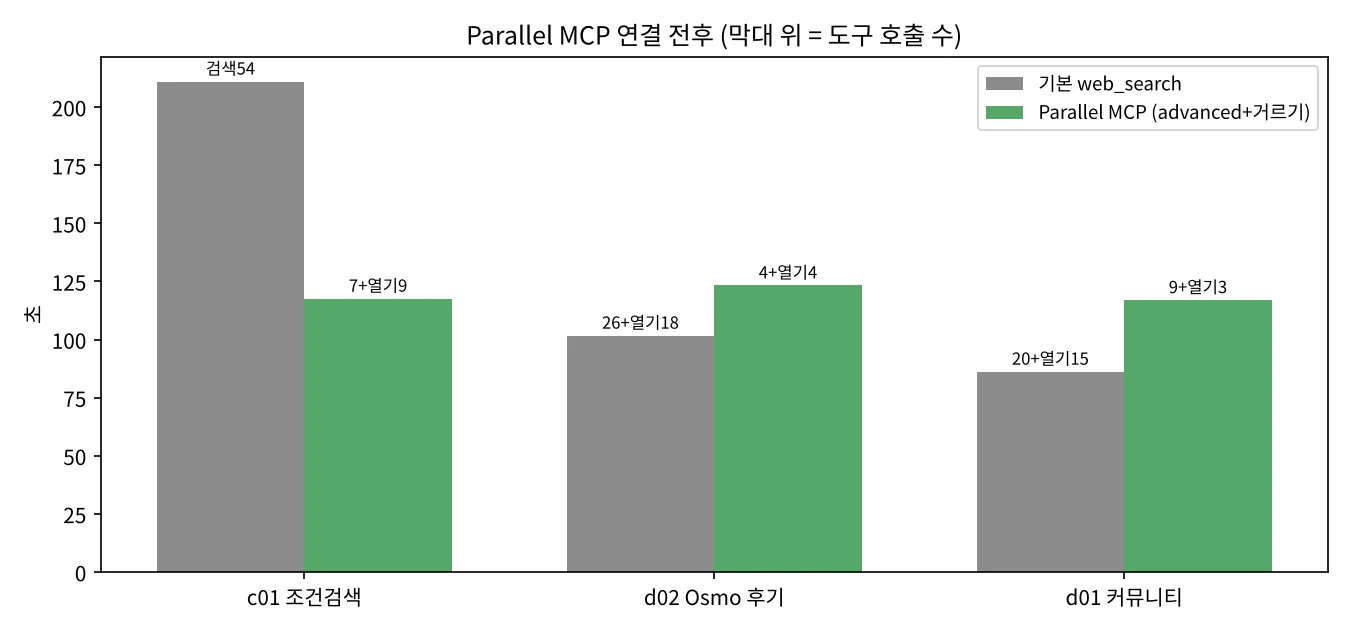 Parallel MCP 연결 전후 (막대 위 = 도구 호출 수)
기본 web_search
Parallel MCP (advanced+거르기)
초
200
175
150
125
100
75
50
25
0
검색54
7+열기9
26+열기18
4+열기4
20+열기15
9+열기3
c01 조건검색
d02 Osmo 후기
d01 커뮤니티